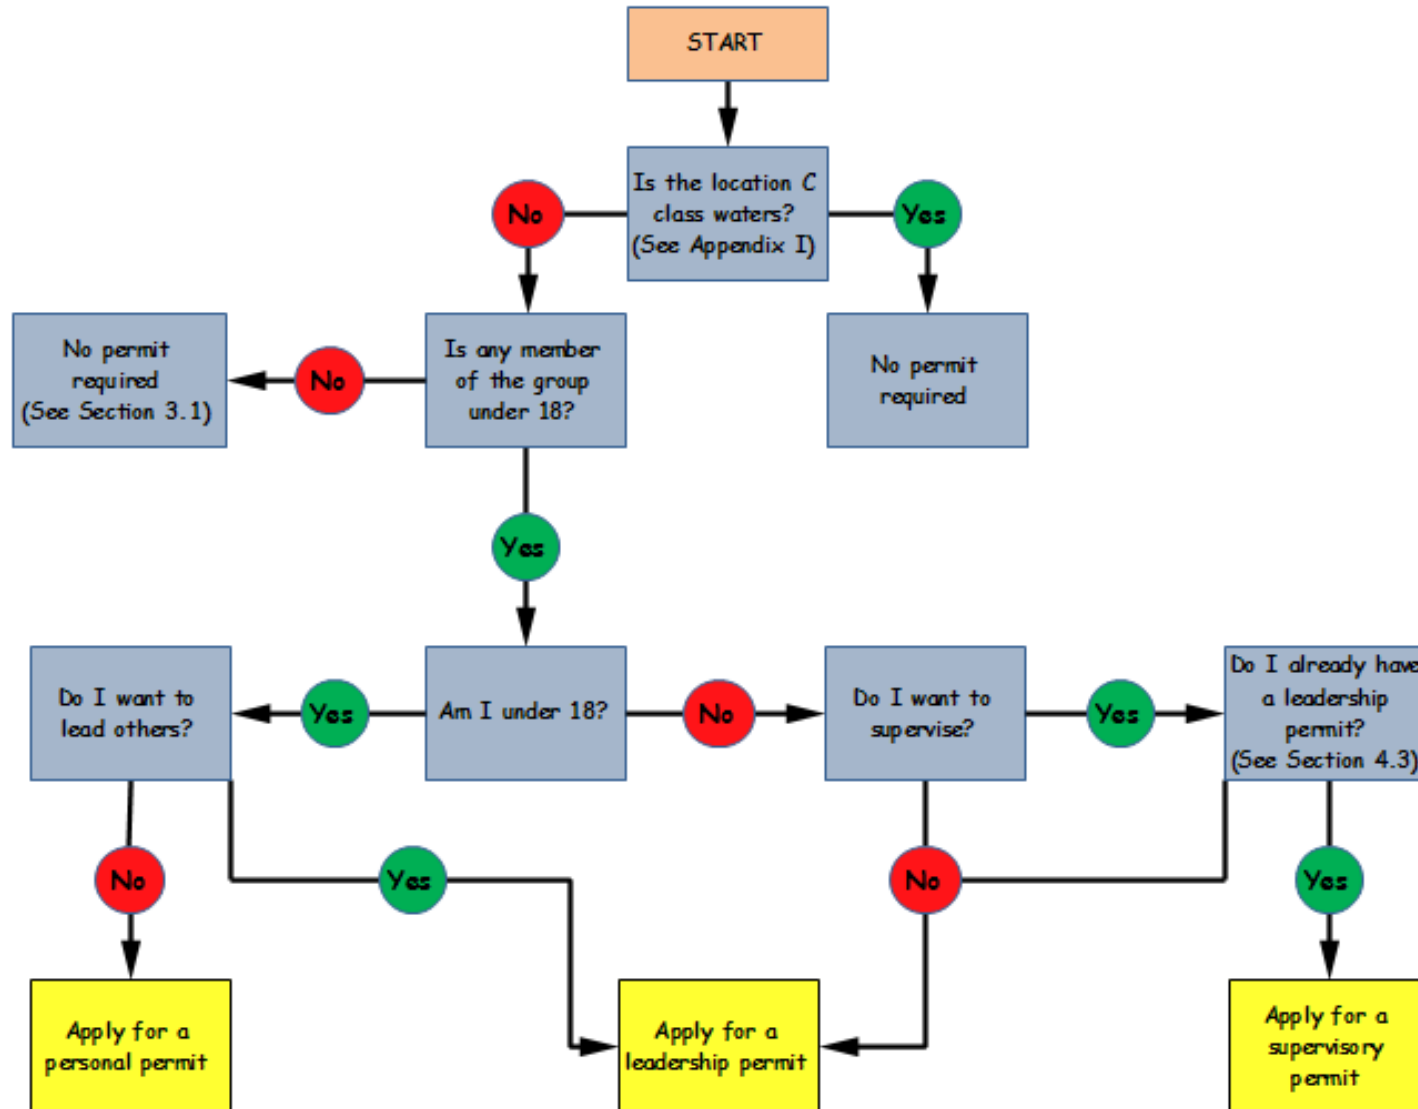 START
Is the location C
class waters?
(See Appendix I)
No
Yes
No permit
required
(See Section 3.1)
No
Is any member
of the group
under 18?
No permit
required
Yes
Do I want to
lead others?
Yes
Am I under 18?
No
Do I want to
supervise?
Yes
Do I already have
a leadership
permit?
(See Section 4.3)
No
Yes
No
Yes
Apply for a
personal permit
Apply for a
leadership permit
Apply for a
supervisory
permit